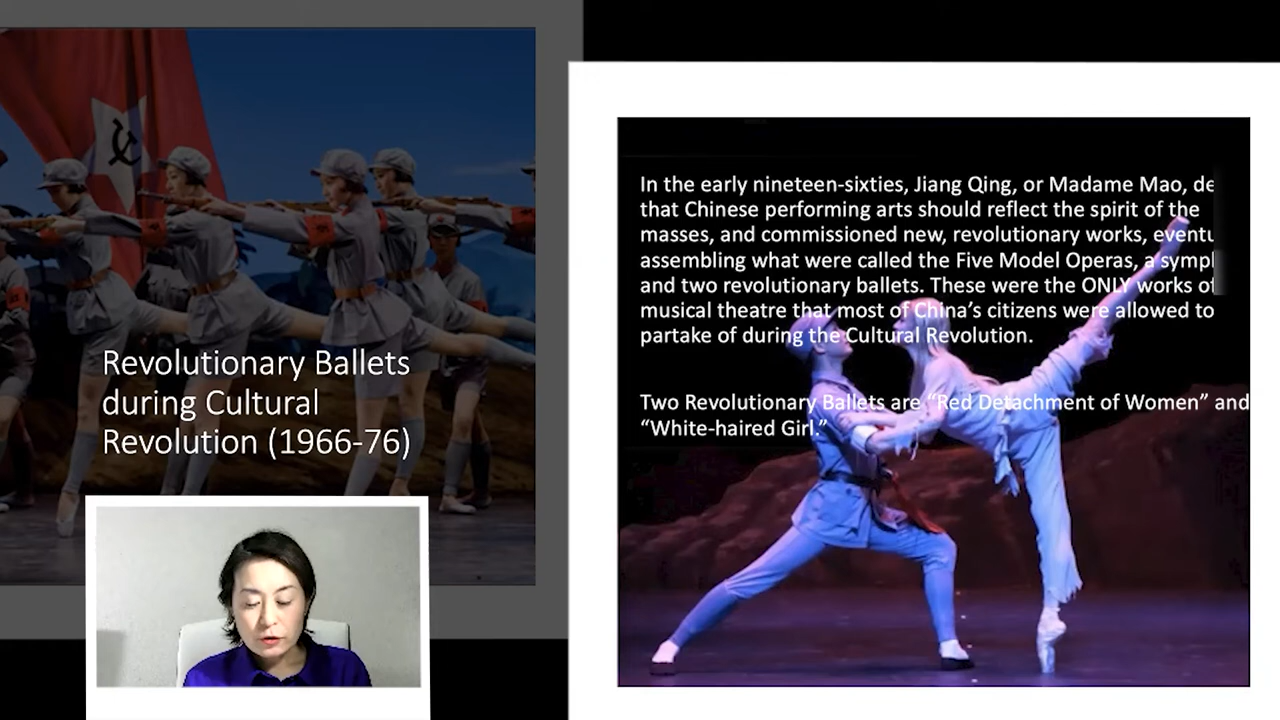 Revolutionary Ballets
during Cultural
Revolution (1966-76)
In the early nineteen-sixties, Jiang Qing, or Madame Mao, de
that Chinese performing arts should reflect the spirit of the
masses, and commissioned new, revolutionary works, eventu
assembling what were called the Five Model Operas, a symph
and two revolutionary ballets. These were the ONLY works of
musical theatre that most of China's citizens were allowed to
partake of during the Cultural Revolution.
Two Revolutionary Ballets are “Red Detachment of Women” and
“White-haired Girl.”